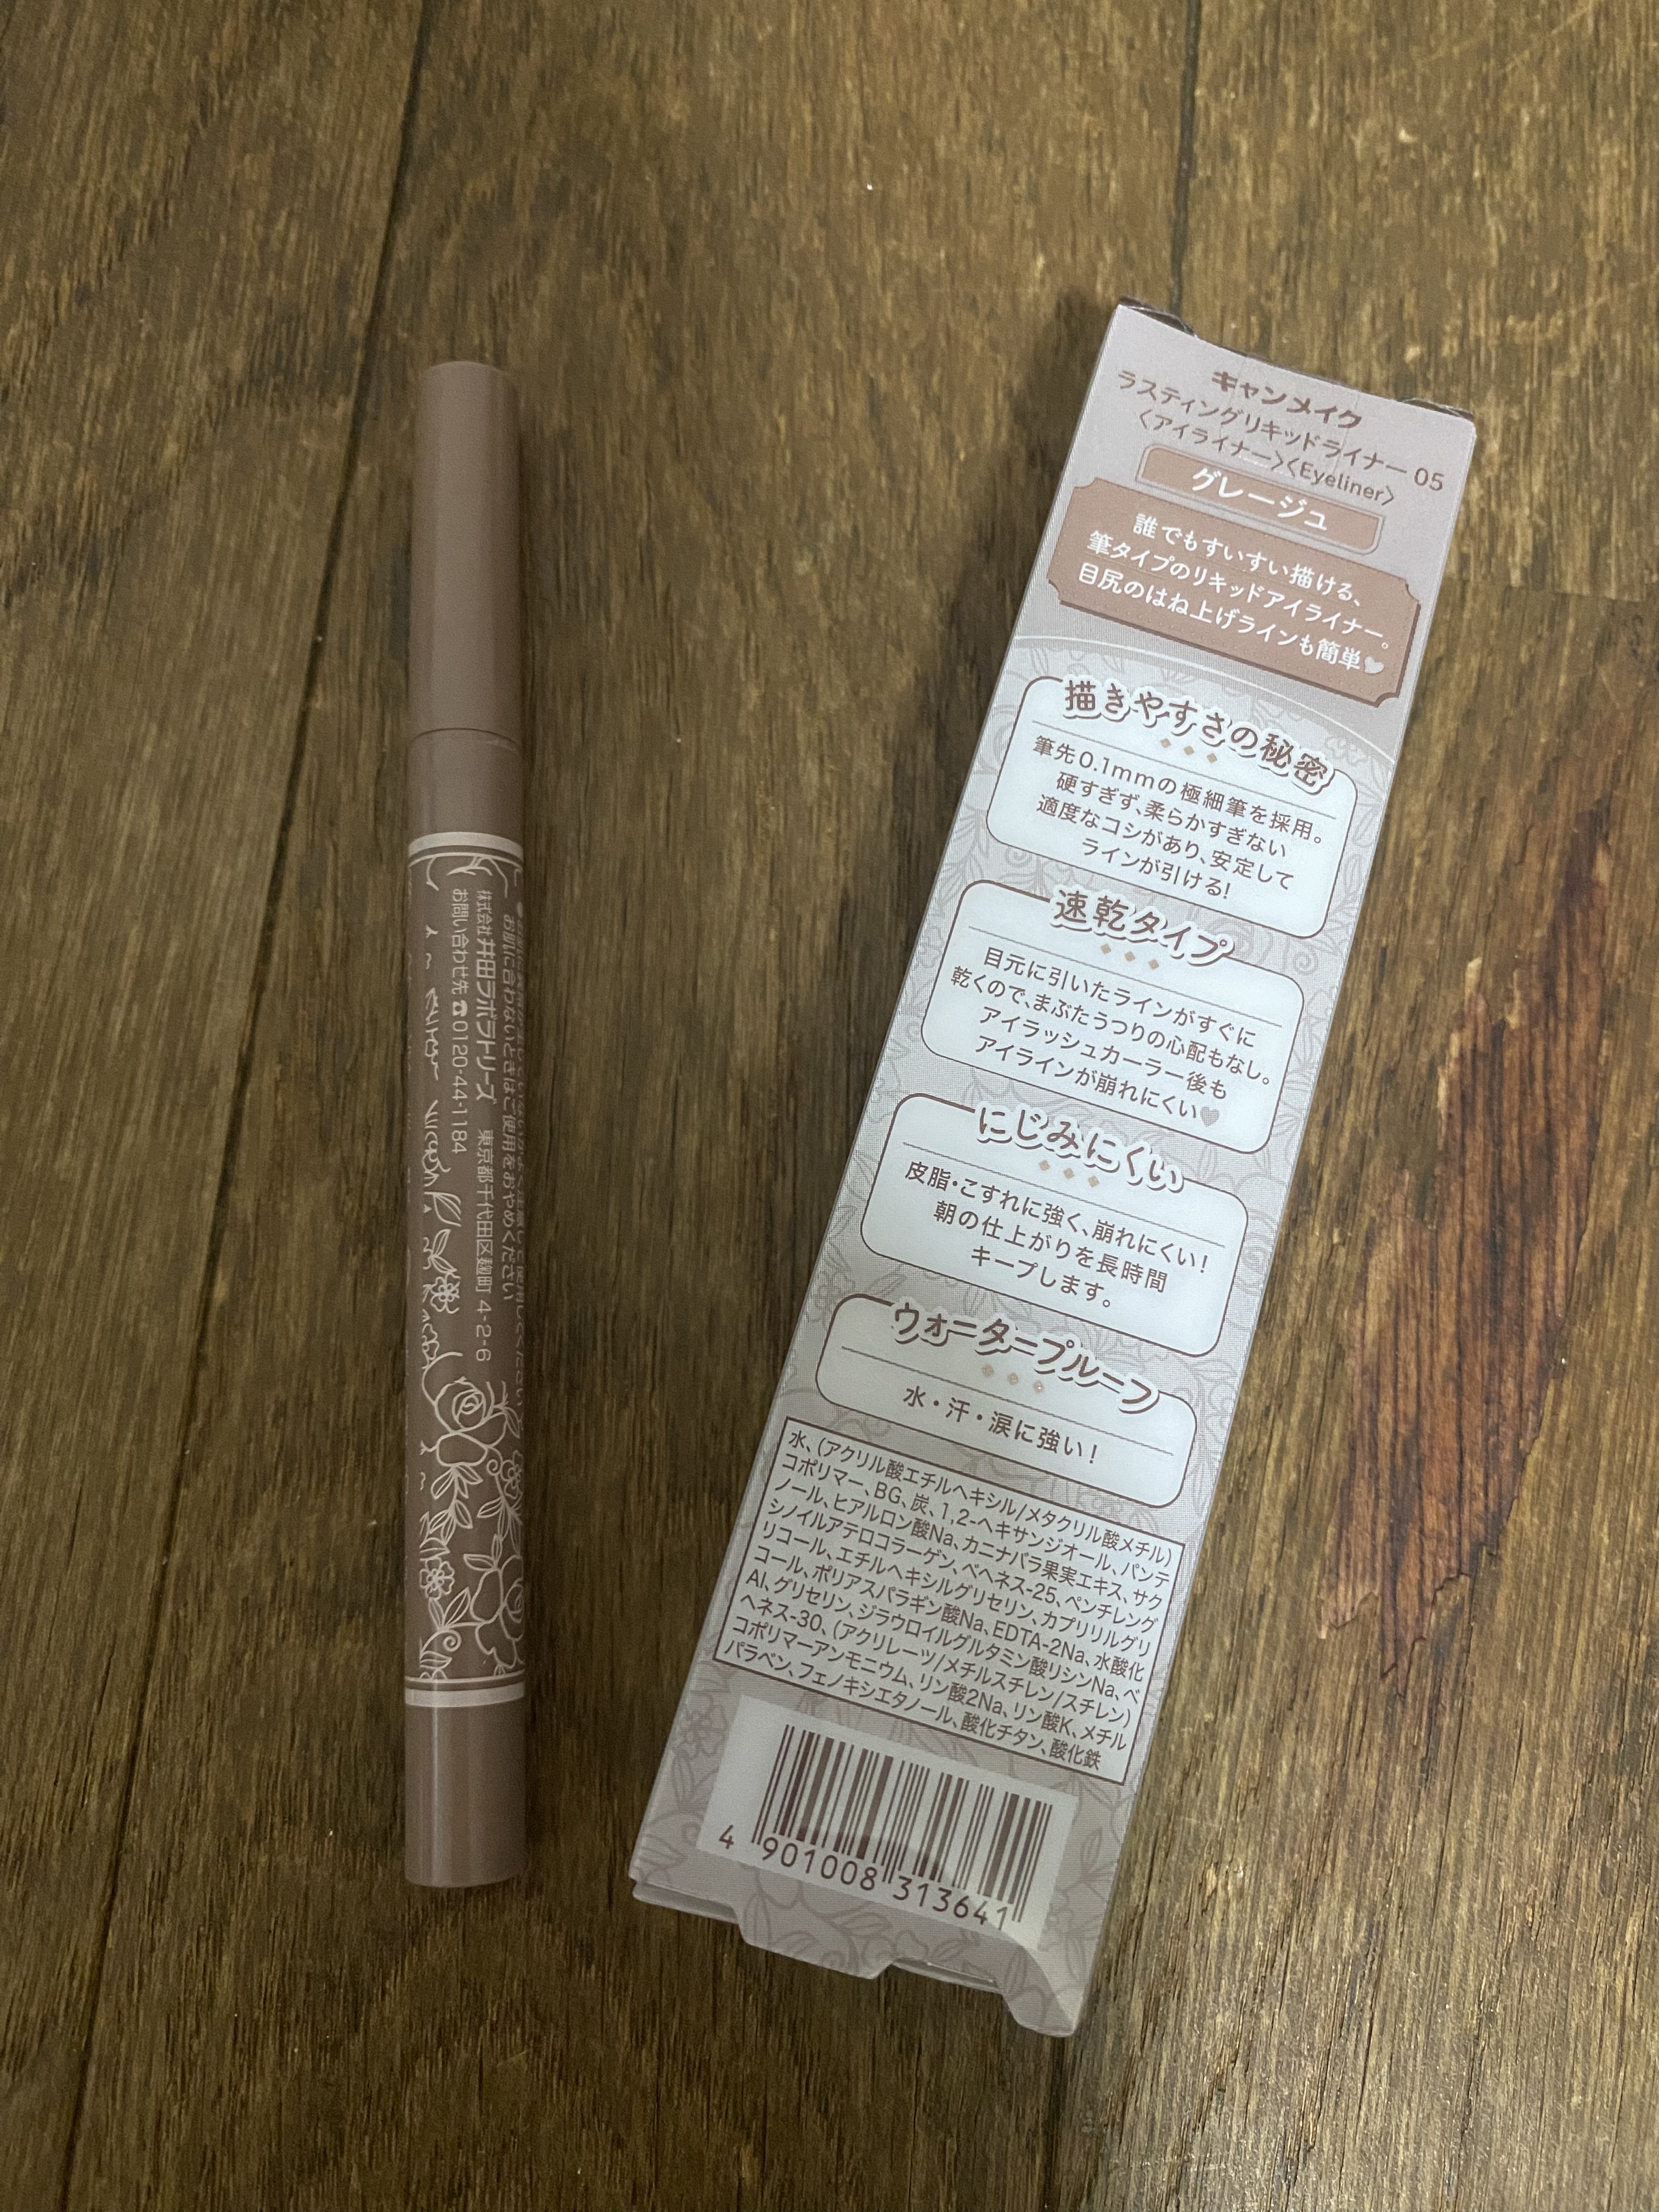 お肌に合わないときはご使用をおやめください
株式会社 井田ラボラトリーズ 東京都千代田区麹町 4-2-6
お問い合わせ先 ☎0120-44-1184
キャンメイク
ラスティングリキッドライナー 05
〈アイライナー〉〈Eyeliner〉
グレージュ
誰でもすいすい描ける、
筆タイプのリキッドアイライナー。
目尻のはね上げラインも簡単♥
描きやすさの秘密
筆先0.1mmの極細筆を採用。
硬すぎず、柔らかすぎない
適度なコシがあり、安定して
ラインが引ける!
速乾タイプ
目元に引いたラインがすぐに
乾くので、まぶたうつりの心配もなし。
アイラッシュカーラー後も
アイラインが崩れにくい♥
にじみにくい
皮脂・こすれに強く、崩れにくい!
朝の仕上がりを長時間
キープします。
ウォータープルーフ
水・汗・涙に強い!
水、(アクリル酸エチルヘキシル/メタクリル酸メチル)
コポリマー、BG、炭、1,2-ヘキサンジオール、パンテ
ノール、ヒアルロン酸Na、カニナバラ果実エキス、サク
シノイルアテロコラーゲン、ベヘネス-25、ペンチレング
リコール、エチルヘキシルグリセリン、カプリリルグリ
コール、ポリアスパラギン酸Na、EDTA-2Na、水酸化
Al、グリセリン、ジラウロイルグルタミン酸リシンNa、ベ
ヘネス-30、(アクリレーツ/メチルスチレン/スチレン)
コポリマーアンモニウム、リン酸2Na、リン酸K、メチル
パラベン、フェノキシエタノール、酸化チタン、酸化鉄
4 901008 313641